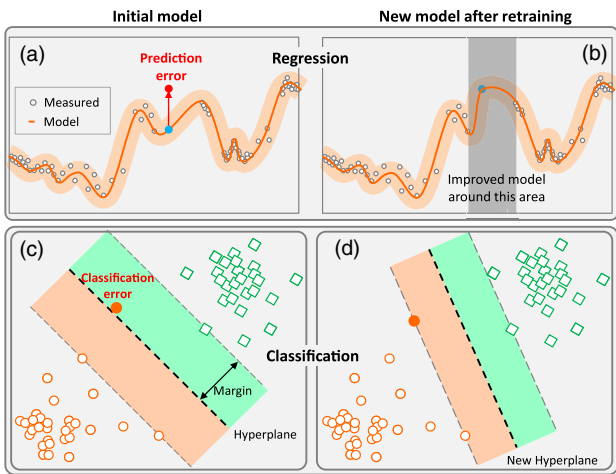 Initial model
New model after retraining
(a)
Prediction
error
Regression
(b)
Measured
Model
Improved model
around this area
(c)
Classification
error
(d)
Classification
Margin
Hyperplane
New Hyperplane